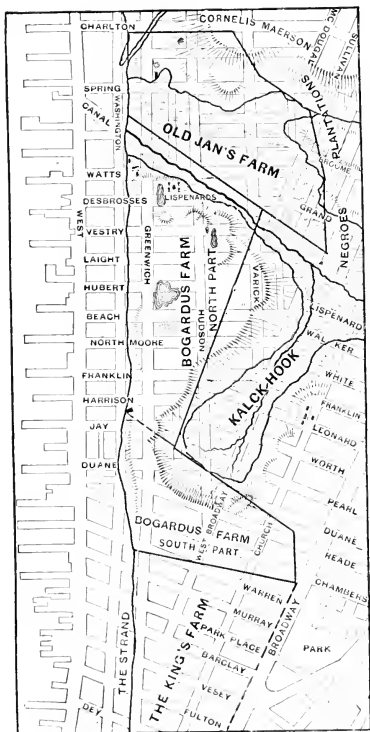 CHARLTON
CORNELIS MAERSON
MC DOUGAL
SULLIVAN
SPRING
WASHINGTON
CANAL
OLD JAN'S FARM
PLANTATIONS
BROOME
WATTS
DESBROSSES
LISPENARDS
GRAND
NEGROES
WEST
VESTRY
GREENWICH
LAIGHT
HUBERT
BOGARDUS FARM
NORTH PART
HUDSON
VARICK
BEACH
NORTH MOORE
LISPENARD
WALKER
KALCK-HOOK
WHITE
FRANKLIN
FRANKLIN
HARRISON
LEONARD
JAY
WORTH
DUANE
PEARL
BOGARDUS FARM
SOUTH PART
WEST BROADWAY
CHURCH
DUANE
READE
CHAMBERS
WARREN
MURRAY
PARK PLACE
BARCLAY
BROADWAY
PARK
THE STRAND
THE KING'S FARM
VESEY
DEY
FULTON